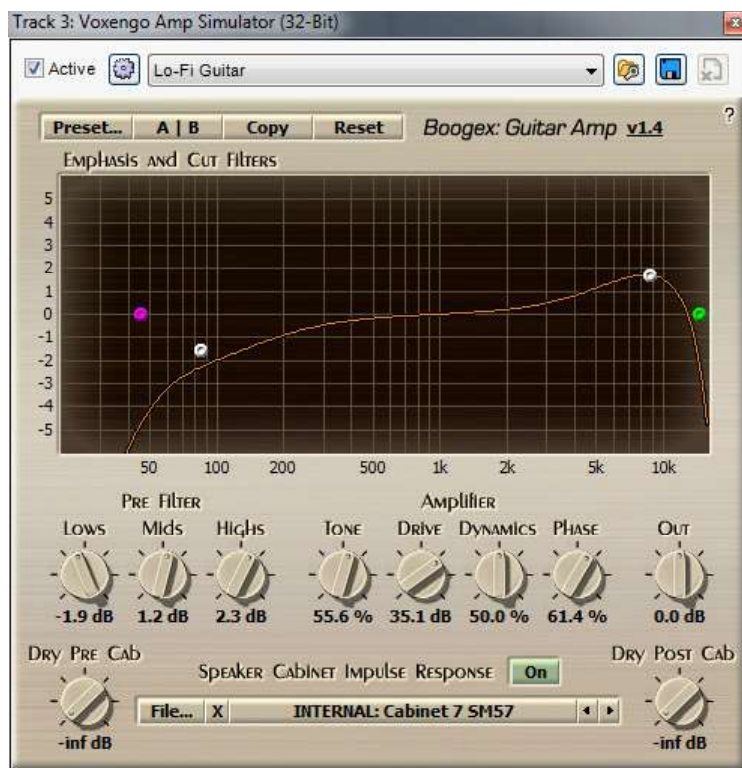 Track 3: Voxengo Amp Simulator (32-Bit)
Active Lo-Fi Guitar
?
Preset... A | B Copy Reset Boogex: Guitar Amp v1.4
Emphasis and Cut Filters
5
4
3
2
1
0
-1
-2
-3
-4
-5
50 100 200 500 1k 2k 5k 10k
Pre Filter Amplifier
Lows Mids Highs Tone Drive Dynamics Phase Out
-1.9 dB 1.2 dB 2.3 dB 55.6 % 35.1 dB 50.0 % 61.4 % 0.0 dB
Dry Pre Cab Speaker Cabinet Impulse Response On Dry Post Cab
File... X INTERNAL: Cabinet 7 SM57
-inf dB -inf dB